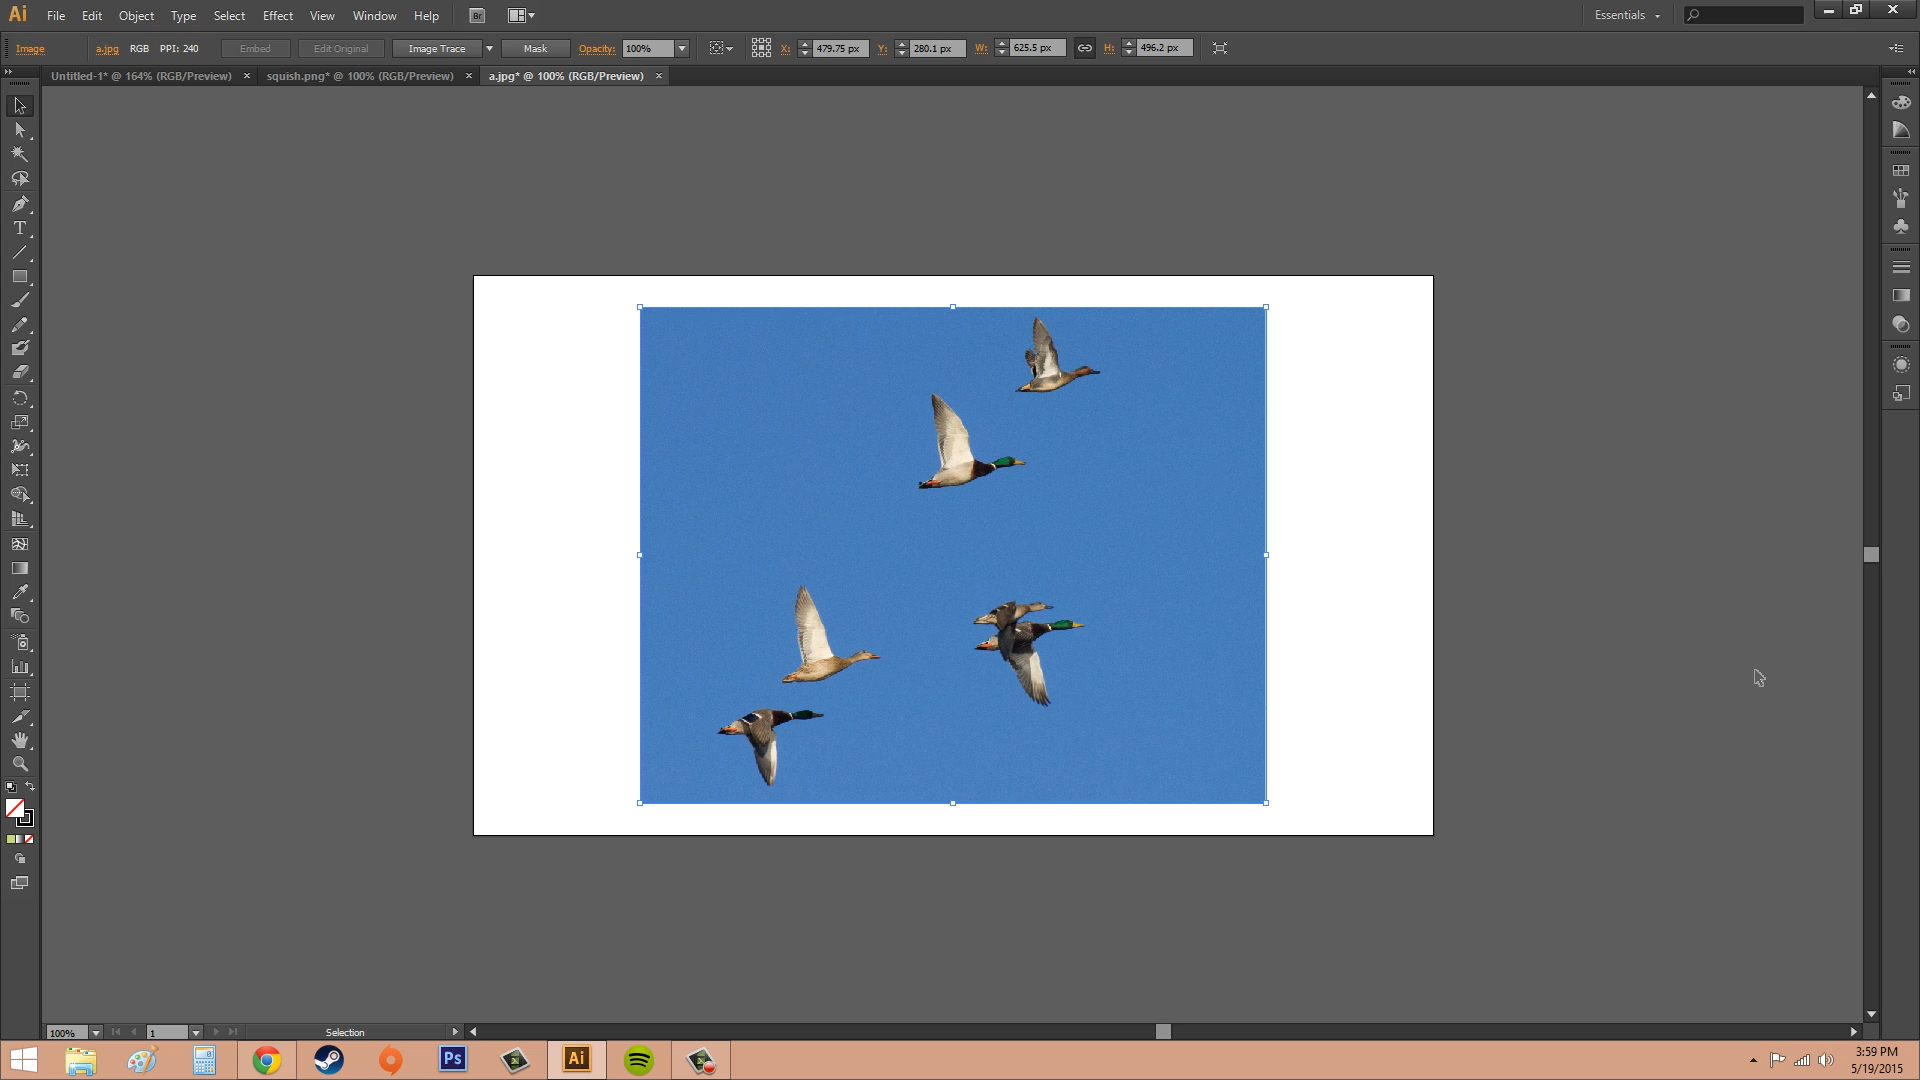 Ai File Edit Object Type Select Effect View Window Help Br Essentials
Image a.jpg RGB PPI: 240 Embed Edit Original Image Trace Mask Opacity: 100% X: 479.75 px Y: 280.1 px W: 625.5 px H: 496.2 px
Untitled-1* @ 164% (RGB/Preview) × squish.png* @ 100% (RGB/Preview) × a.jpg* @ 100% (RGB/Preview) ×
T
100% 1 Selection
Ps Ai
3:59 PM
5/19/2015